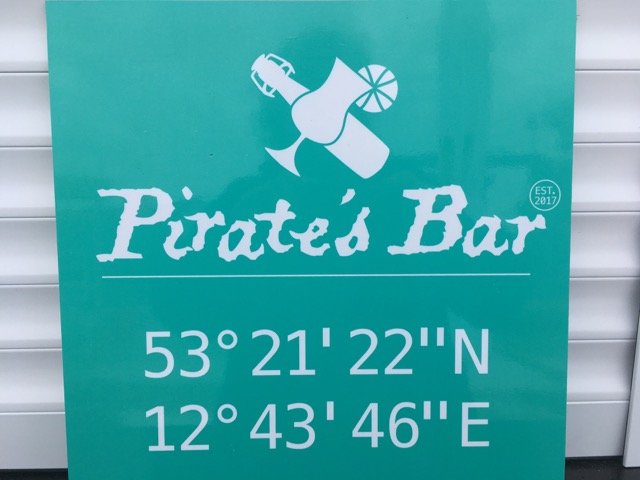 Pirate's Bar
EST.
2017
53° 21' 22"N
12° 43' 46"E